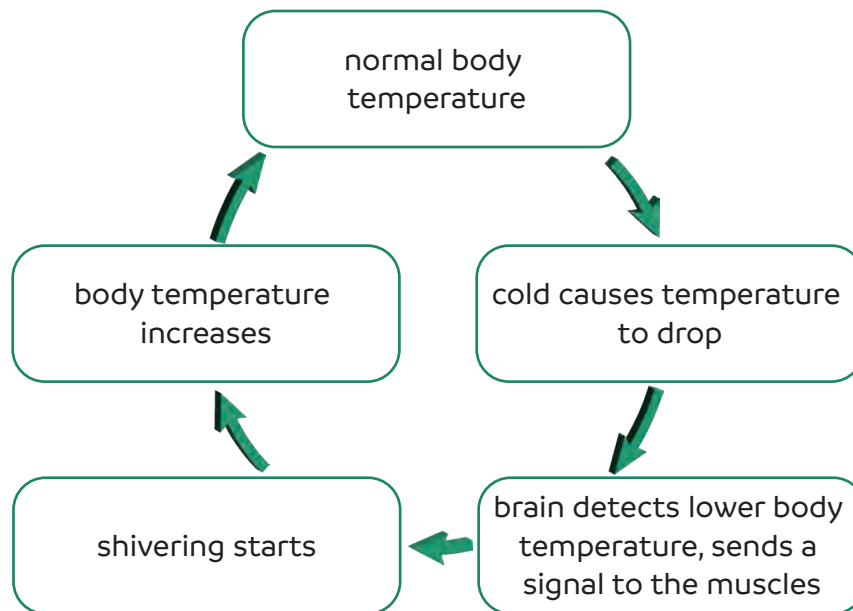 normal body
temperature
cold causes temperature
to drop
brain detects lower body
temperature, sends a
signal to the muscles
shivering starts
body temperature
increases